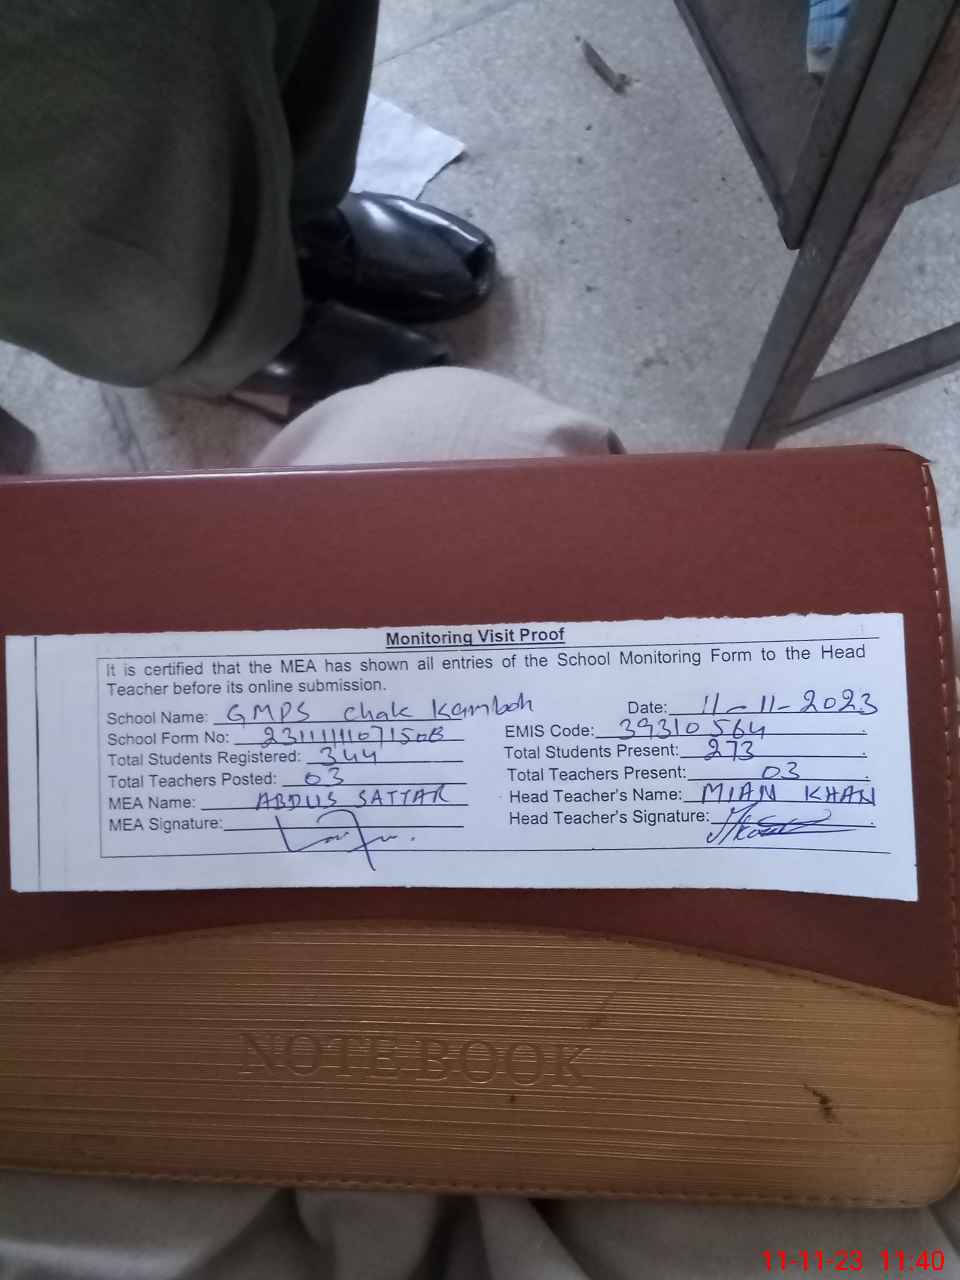 Monitoring Visit Proof
It is certified that the MEA has shown all entries of the School Monitoring Form to the Head
Teacher before its online submission.
School Name: GMPS Chak Kamboh Date: 11-11-2023
School Form No: EMIS Code: 39310564
Total Students Registered: 344 Total Students Present: 273
Total Teachers Posted: 03 Total Teachers Present: 03
MEA Name: ABDUS SATTAR Head Teacher's Name: MIAN KHAN
MEA Signature: Head Teacher's Signature:
NOTEBOOK
11-11-23 11:40